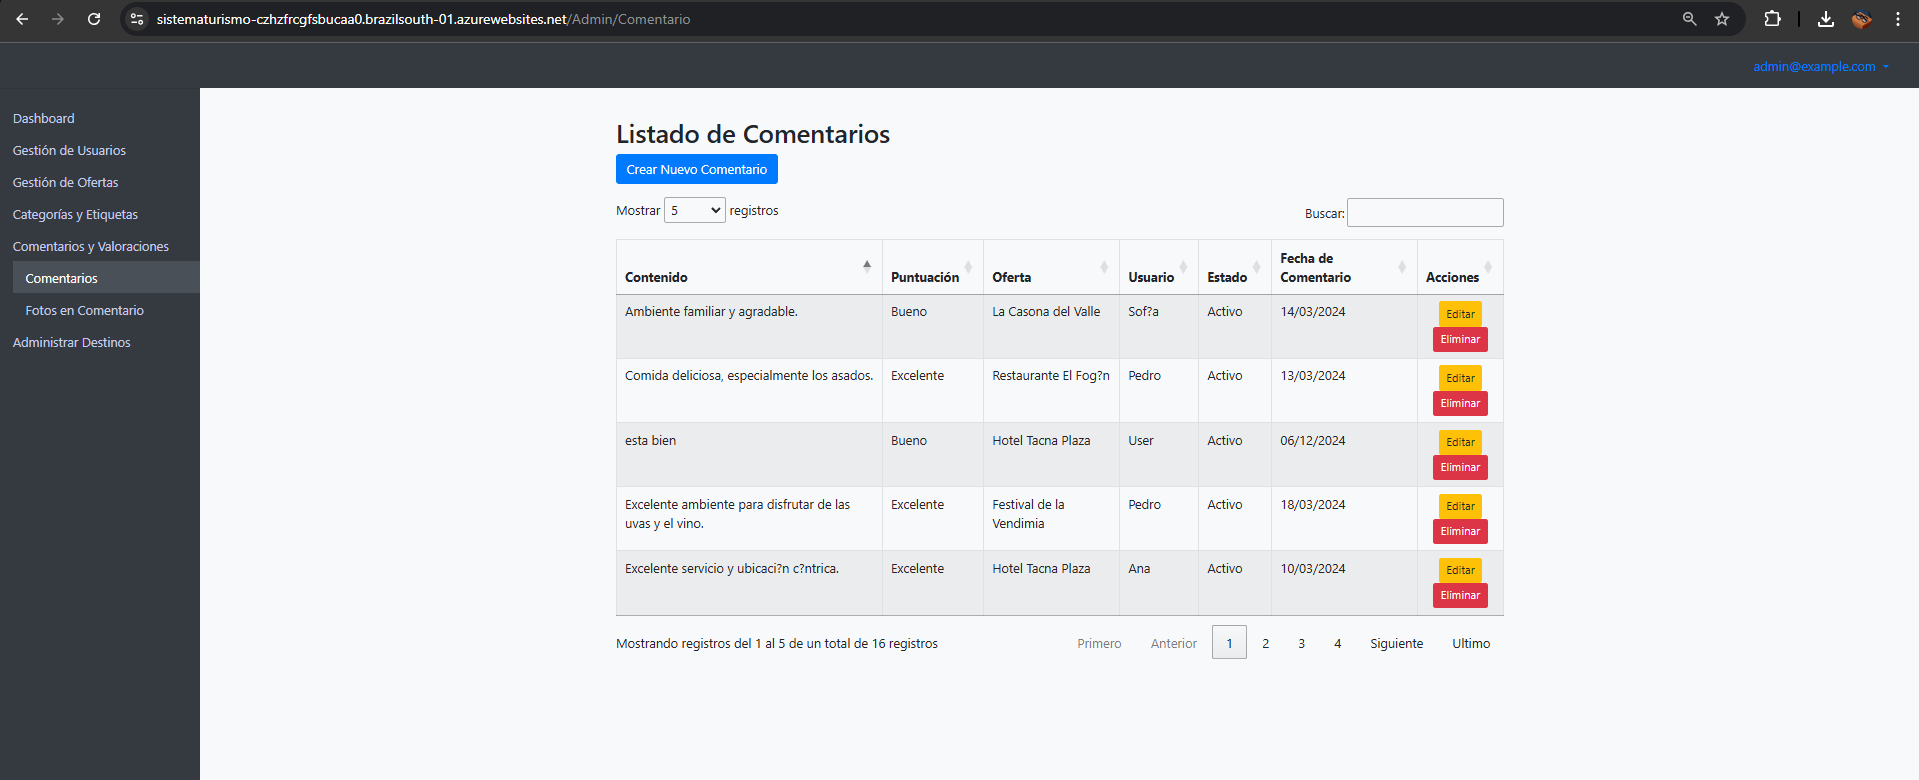 sistematurismo-czhzfrcgfsbucaa0.brazilsouth-01.azurewebsites.net/Admin/Comentario
admin@example.com
Dashboard
Gestión de Usuarios
Gestión de Ofertas
Categorías y Etiquetas
Comentarios y Valoraciones
Comentarios
Fotos en Comentario
Administrar Destinos
Listado de Comentarios
Crear Nuevo Comentario
Mostrar 5 registros
Buscar:
Contenido Puntuación Oferta Usuario Estado Fecha de Comentario Acciones
Ambiente familiar y agradable. Bueno La Casona del Valle Sof?a Activo 14/03/2024 Editar
Eliminar
Comida deliciosa, especialmente los asados. Excelente Restaurante El Fog?n Pedro Activo 13/03/2024 Editar
Eliminar
esta bien Bueno Hotel Tacna Plaza User Activo 06/12/2024 Editar
Eliminar
Excelente ambiente para disfrutar de las uvas y el vino. Excelente Festival de la Vendimia Pedro Activo 18/03/2024 Editar
Eliminar
Excelente servicio y ubicaci?n c?ntrica. Excelente Hotel Tacna Plaza Ana Activo 10/03/2024 Editar
Eliminar
Mostrando registros del 1 al 5 de un total de 16 registros
Primero Anterior 1 2 3 4 Siguiente Ultimo